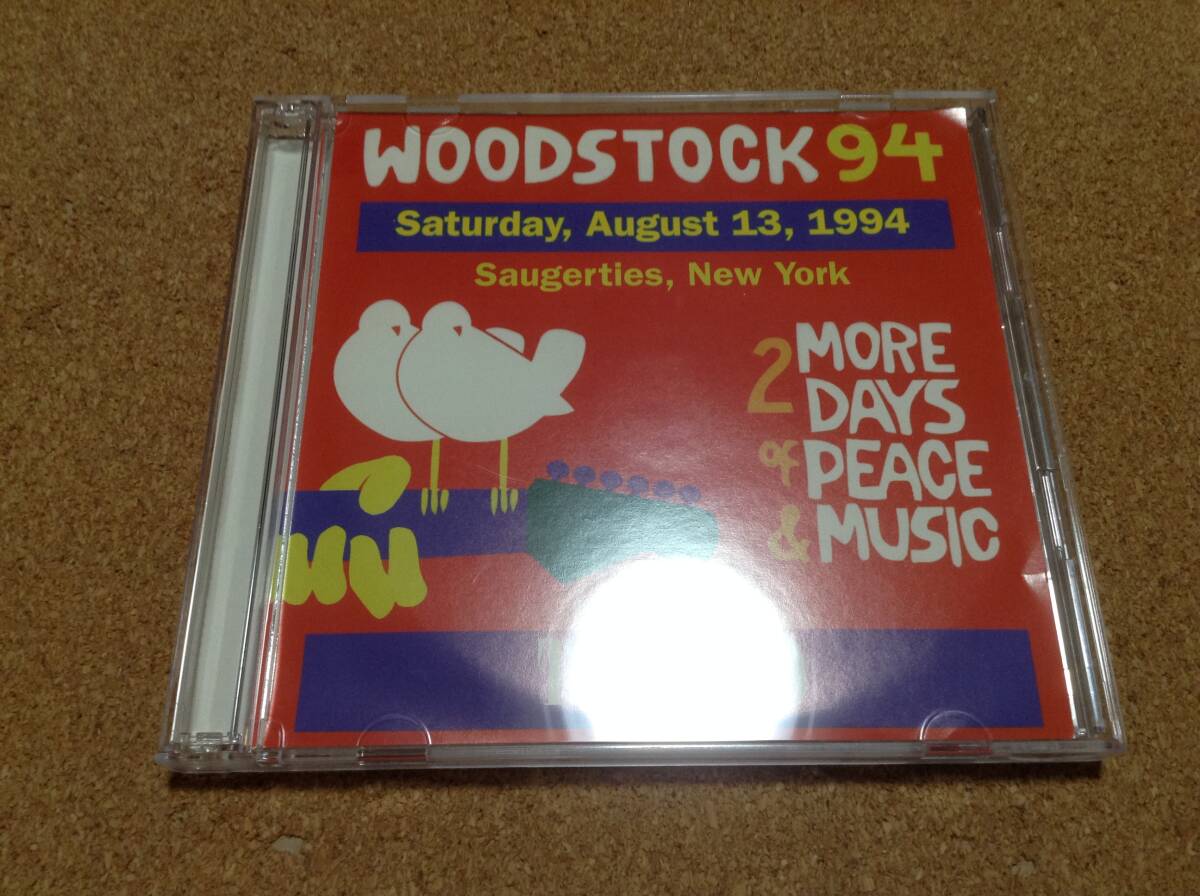 WOODSTOCK 94
Saturday, August 13, 1994
Saugerties, New York
2 MORE
DAYS
of PEACE
& MUSIC